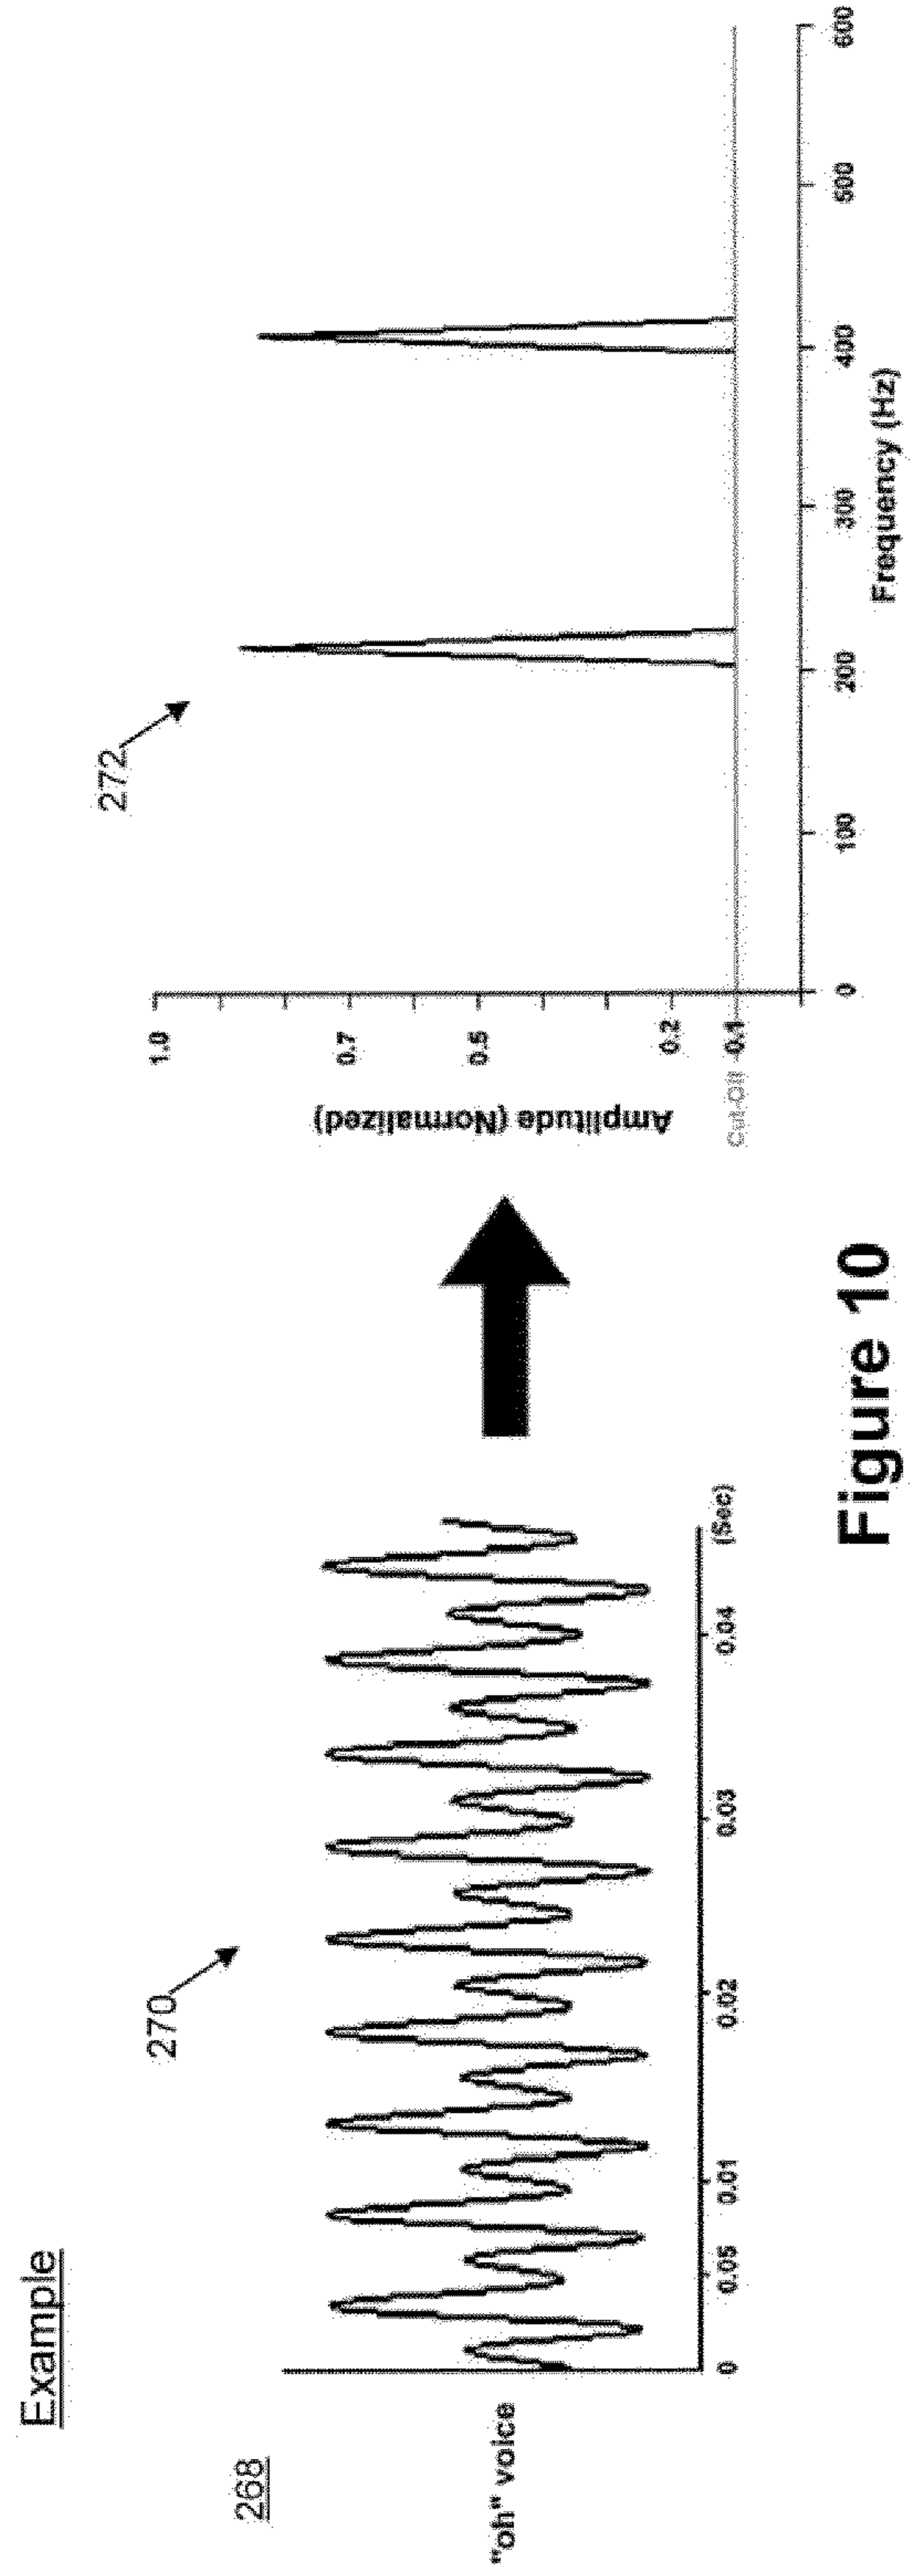 Example
268
270
"oh" voice
0
0.05
0.01
0.02
0.03
0.04
(Sec)
272
Amplitude (Normalized)
1.0
0.7
0.5
0.2
Cut-Off 0.1
0
100
200
300
400
500
600
Frequency (Hz)
Figure 10